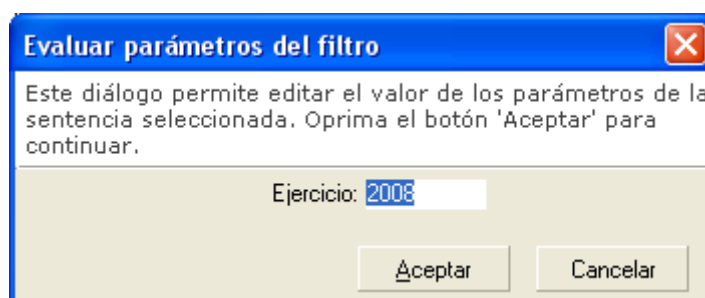 Evaluar parámetros del filtro
Este diálogo permite editar el valor de los parámetros de la
sentencia seleccionada. Oprima el botón 'Aceptar' para
continuar.
Ejercicio: 2008
Aceptar Cancelar